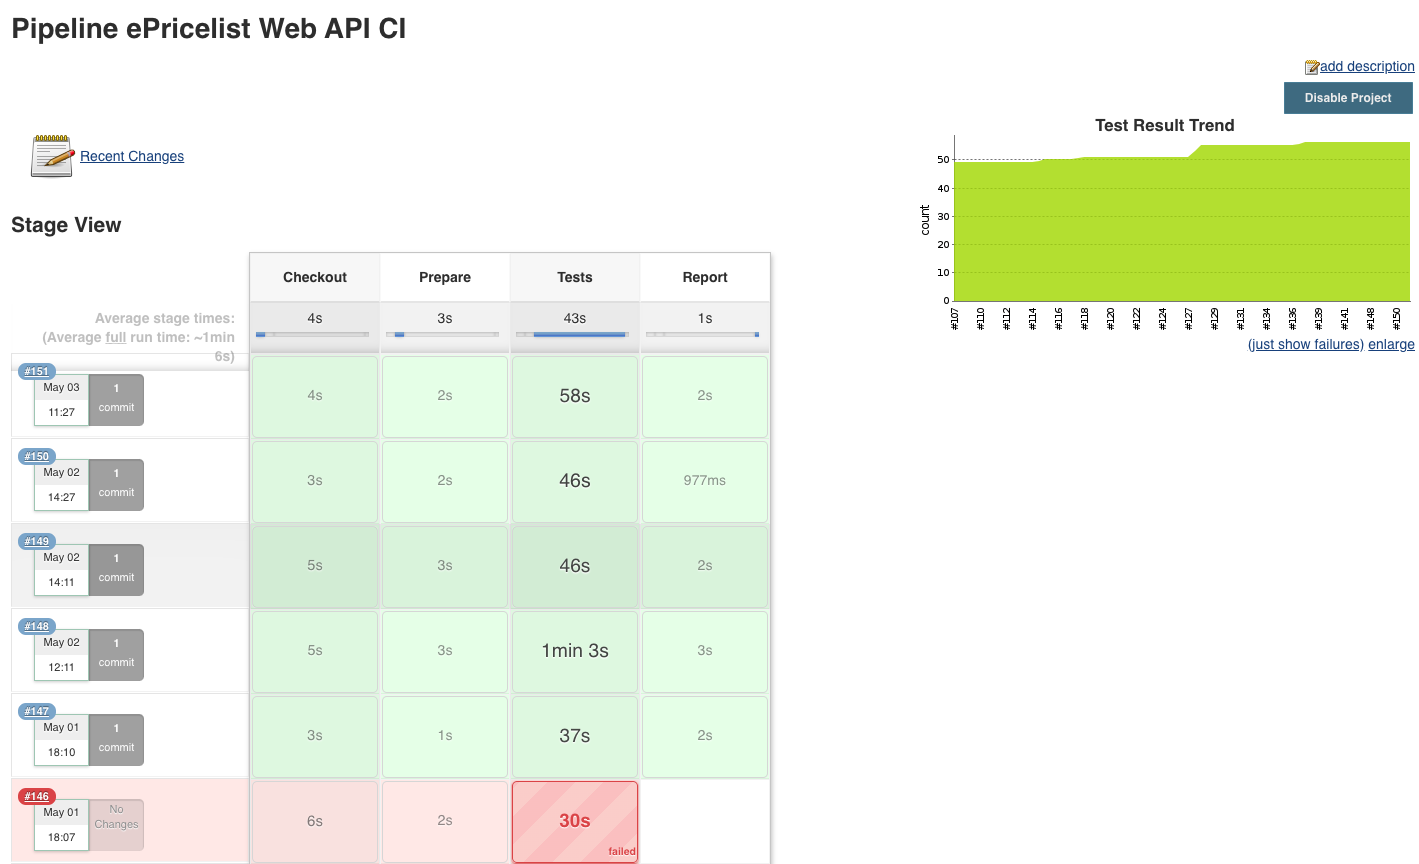 Pipeline ePricelist Web API CI
add description
Disable Project
Recent Changes
Test Result Trend
count
50
40
30
20
10
0
#107 #110 #112 #114 #116 #118 #120 #122 #124 #127 #129 #131 #134 #136 #139 #141 #148 #150
(just show failures) enlarge
Stage View
Checkout Prepare Tests Report
Average stage times:
(Average full run time: ~1min
6s)
4s 3s 43s 1s
#151
May 03
11:27
1
commit
4s 2s 58s 2s
#150
May 02
14:27
1
commit
3s 2s 46s 977ms
#149
May 02
14:11
1
commit
5s 3s 46s 2s
#148
May 02
12:11
1
commit
5s 3s 1min 3s 3s
#147
May 01
18:10
1
commit
3s 1s 37s 2s
#146
May 01
18:07
No
Changes
6s 2s 30s
failed